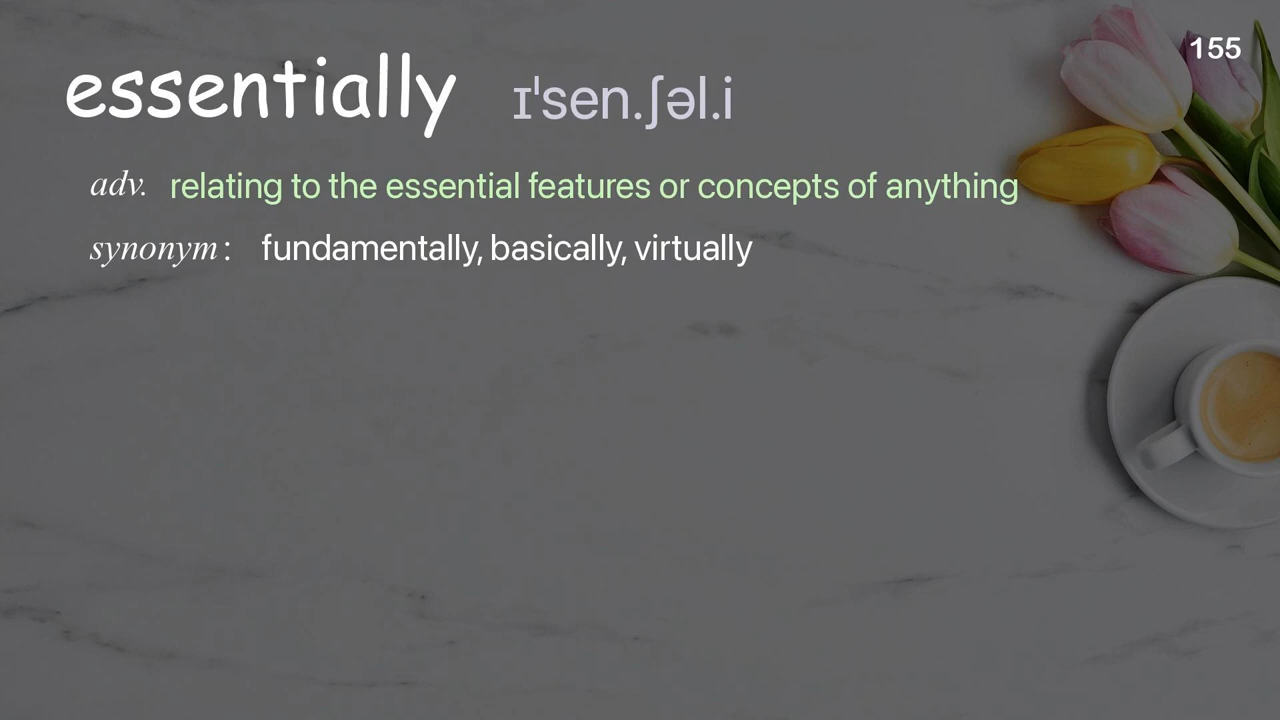 155
essentially ɪˈsen.ʃəl.i
adv. relating to the essential features or concepts of anything
synonym : fundamentally, basically, virtually